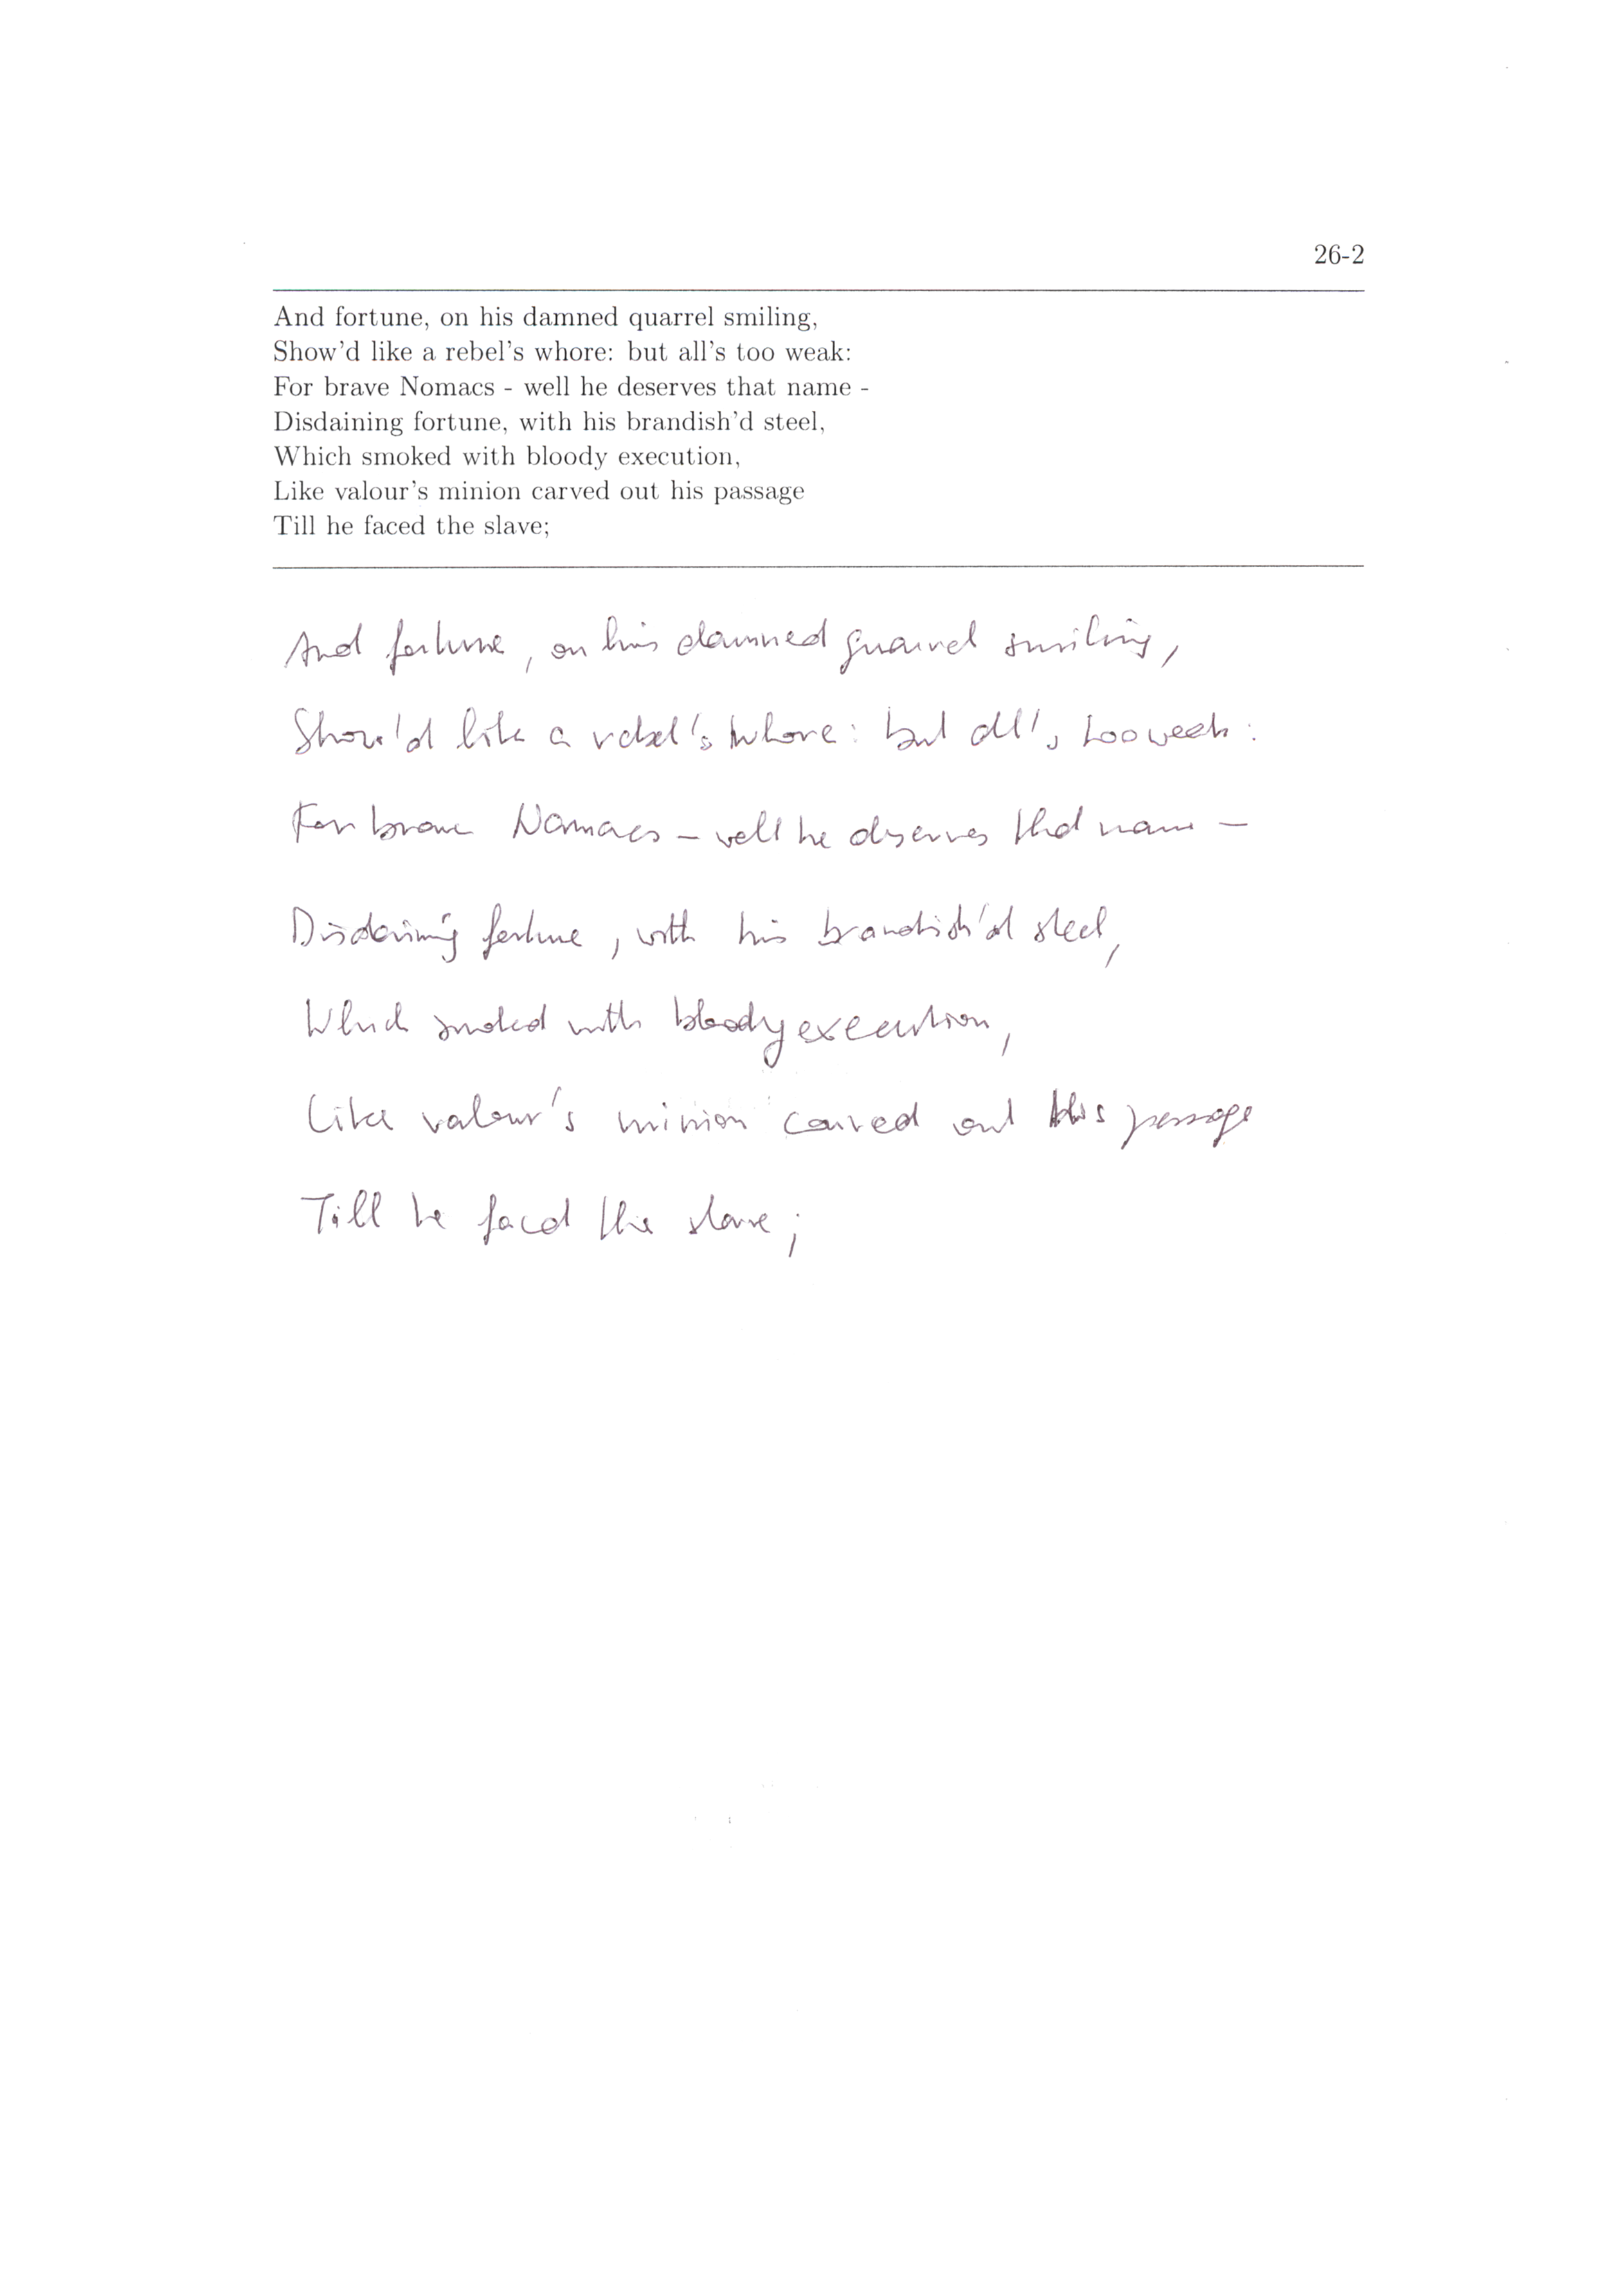 26-2
And fortune, on his damned quarrel smiling,
Show'd like a rebel's whore: but all's too weak:
For brave Nomacs - well he deserves that name -
Disdaining fortune, with his brandish'd steel,
Which smoked with bloody execution,
Like valour's minion carved out his passage
Till he faced the slave;
And fortune, on his damned quarrel smiling,
Show'd like a rebel's whore: but all's too weak:
For brave Nomacs - well he deserves that name -
Disdaining fortune, with his brandish'd steel,
Which smoked with bloody execution,
Like valour's minion carved out his passage
Till he faced the slave;